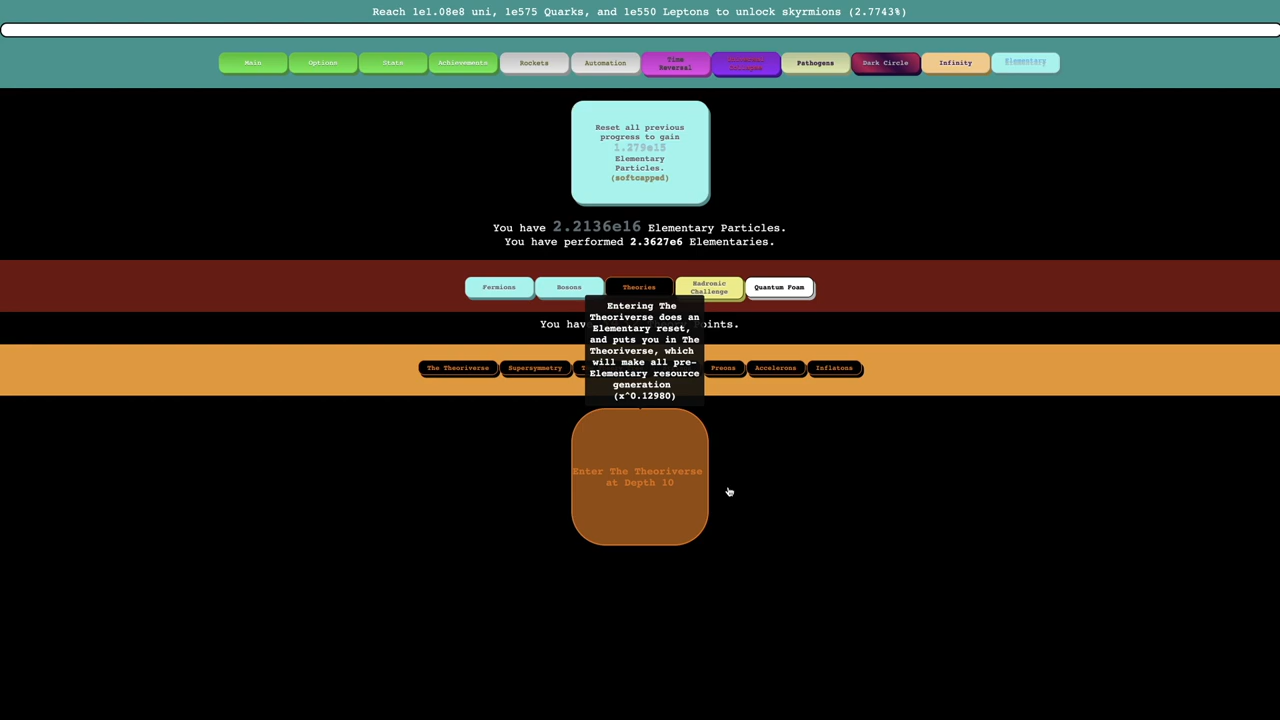 Reach 1e1.08e8 uni, 1e575 Quarks, and 1e550 Leptons to unlock skyrmions (2.7743%)
Main Options Stats Achievements Rockets Automation Time Reversal Pathogens Dark Circle Infinity Elementary
Reset all previous
progress to gain
1.279e15
Elementary
Particles.
(softcapped)
You have 2.2136e16 Elementary Particles.
You have performed 2.3627e6 Elementaries.
Fermions Bosons Theories Hadronic Challenge Quantum Foam
Entering The
Theoriverse does an
Elementary reset,
and puts you in The
Theoriverse, which
will make all pre-
Elementary resource
generation
(x^0.12980)
You hav
oints.
The Theoriverse Supersymmetry T Preons Accelerons Inflatons
Enter The Theoriverse
at Depth 10